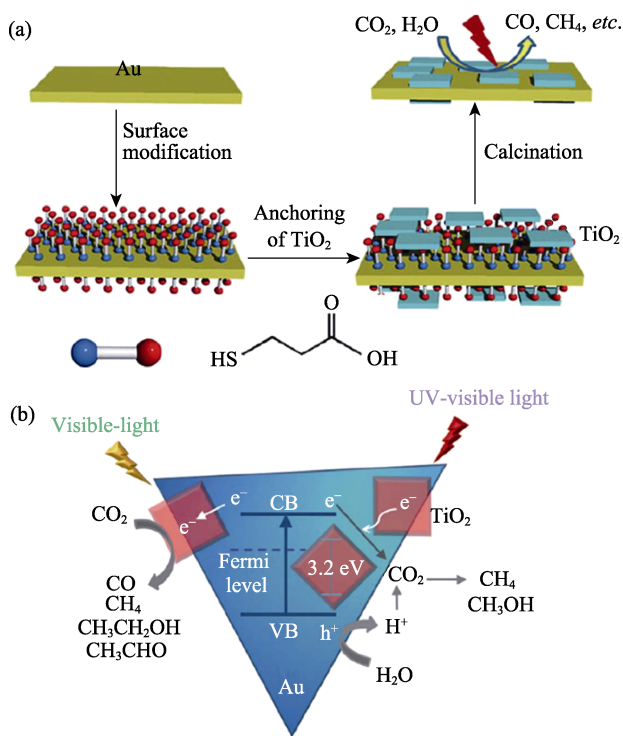 (a)
Au
CO₂, H₂O
CO, CH₄, etc.
Surface
modification
Calcination
Anchoring
of TiO₂
TiO₂
HS
O
OH
(b)
Visible-light
UV-visible light
CO₂
e⁻
e⁻
CB
e⁻
e⁻
TiO₂
Fermi
level
3.2 eV
CO₂
CH₄
CH₃OH
CO
CH₄
CH₃CH₂OH
CH₃CHO
VB
h⁺
H⁺
H₂O
Au